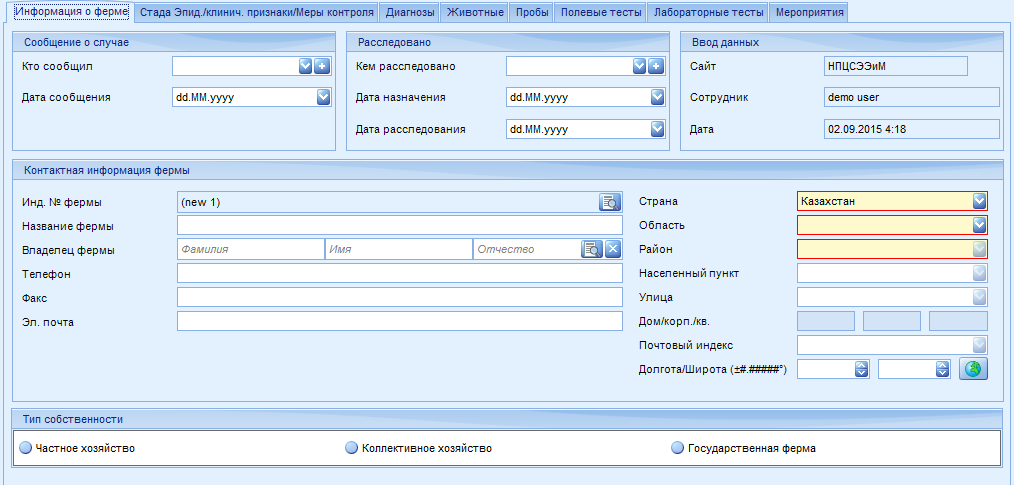 Информация о ферме Стада Эпид./клинич. признаки/Меры контроля Диагнозы Животные Пробы Полевые тесты Лабораторные тесты Мероприятия
Сообщение о случае
Кто сообщил
Дата сообщения dd.MM.yyyy
Расследовано
Кем расследовано
Дата назначения dd.MM.yyyy
Дата расследования dd.MM.yyyy
Ввод данных
Сайт НПЦСЭЭиМ
Сотрудник demo user
Дата 02.09.2015 4:18
Контактная информация фермы
Инд. № фермы (new 1)
Название фермы
Владелец фермы Фамилия Имя Отчество
Телефон
Факс
Эл. почта
Страна Казахстан
Область
Район
Населенный пункт
Улица
Дом/корп./кв.
Почтовый индекс
Долгота/Широта (±#.#####°)
Тип собственности
Частное хозяйство Коллективное хозяйство Государственная ферма